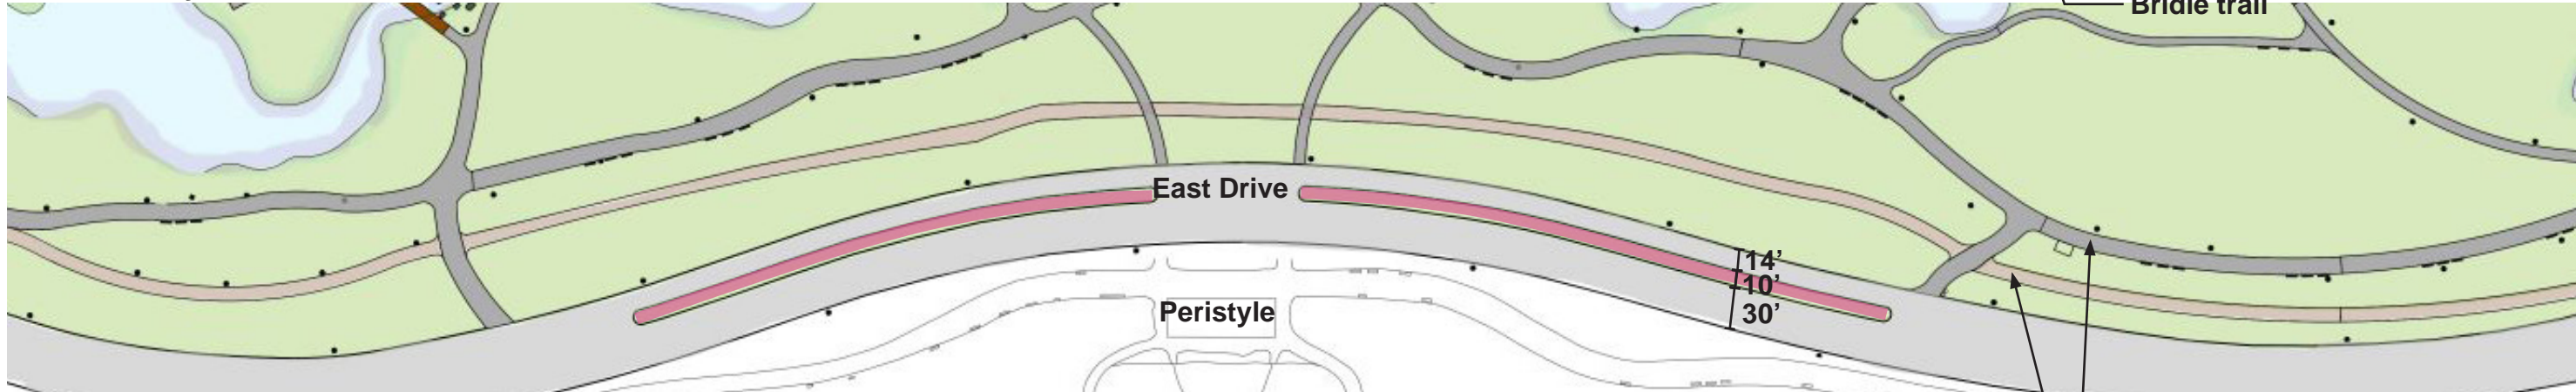 Bridle trail
East Drive
14’
10’
30’
Peristyle